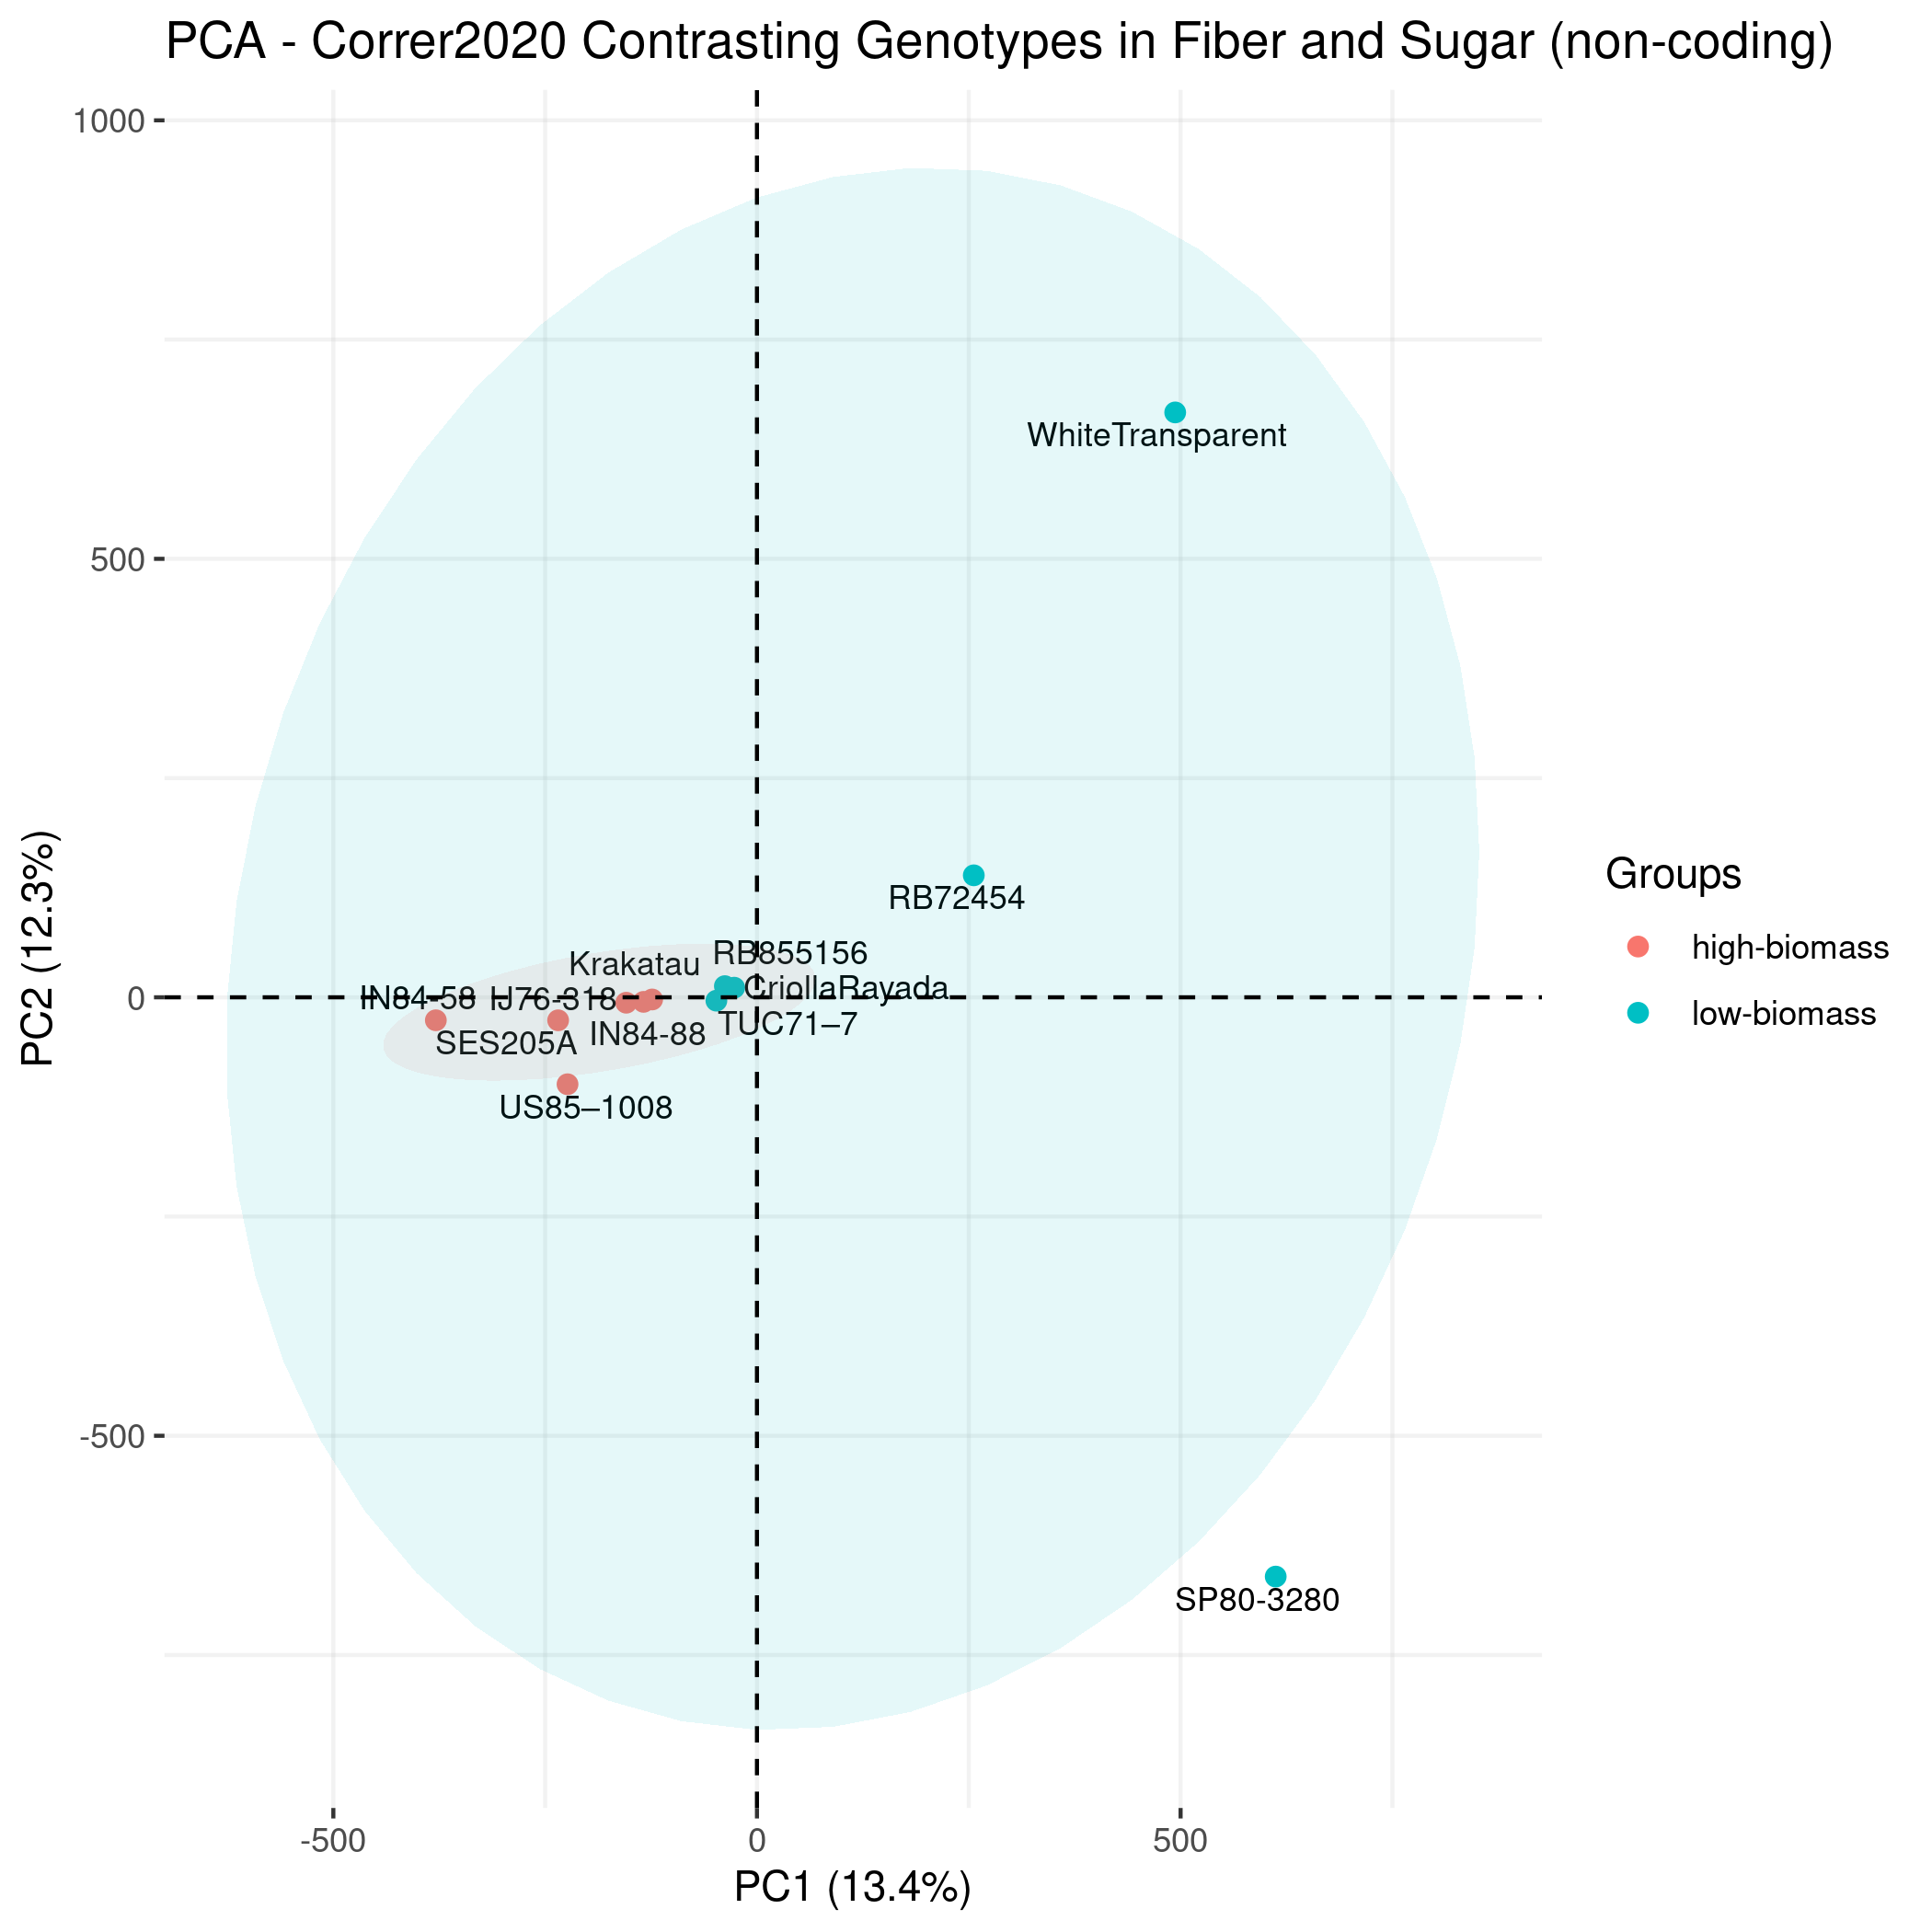 PCA - Correr2020 Contrasting Genotypes in Fiber and Sugar (non-coding)
1000
500
0
-500
PC2 (12.3%)
WhiteTransparent
RB72454
RB855156
Krakatau
CriollaRayada
IN84-58
IJ76-318
TUC71–7
IN84-88
SES205A
US85–1008
SP80-3280
-500
0
500
PC1 (13.4%)
Groups
high-biomass
low-biomass